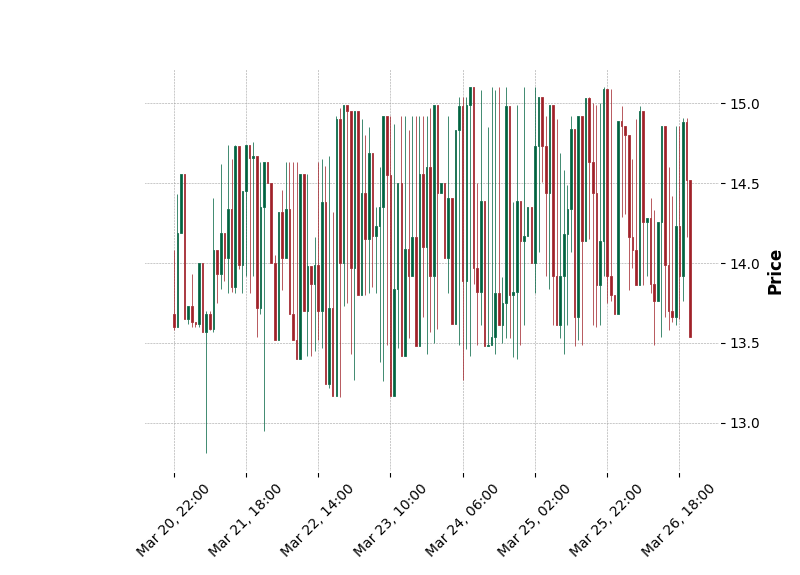 15.0
14.5
14.0
13.5
13.0
Price
Mar 20, 22:00
Mar 21, 18:00
Mar 22, 14:00
Mar 23, 10:00
Mar 24, 06:00
Mar 25, 02:00
Mar 25, 22:00
Mar 26, 18:00